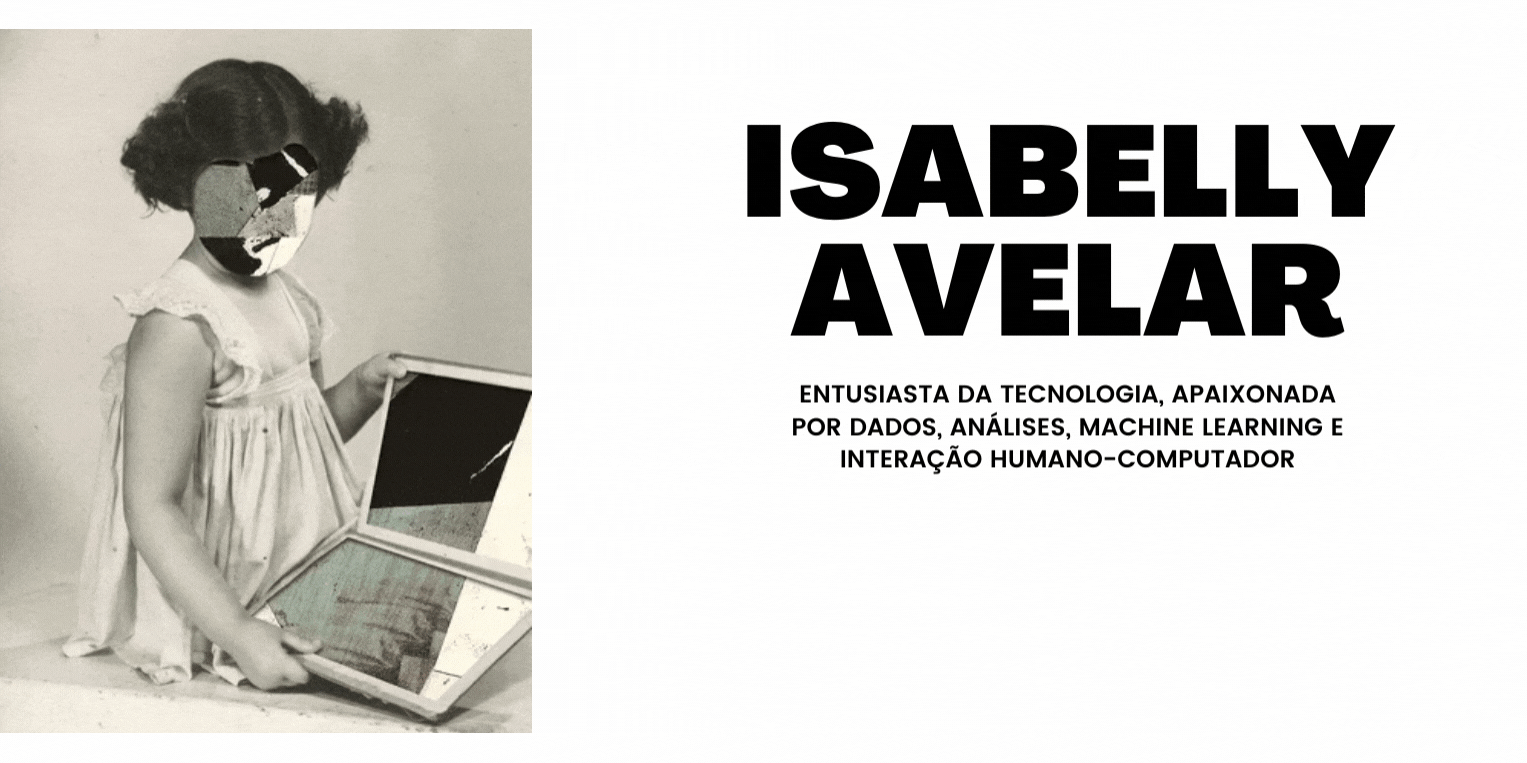 ISABELLY
AVELAR
ENTUSIASTA DA TECNOLOGIA, APAIXONADA
POR DADOS, ANÁLISES, MACHINE LEARNING E
INTERAÇÃO HUMANO-COMPUTADOR